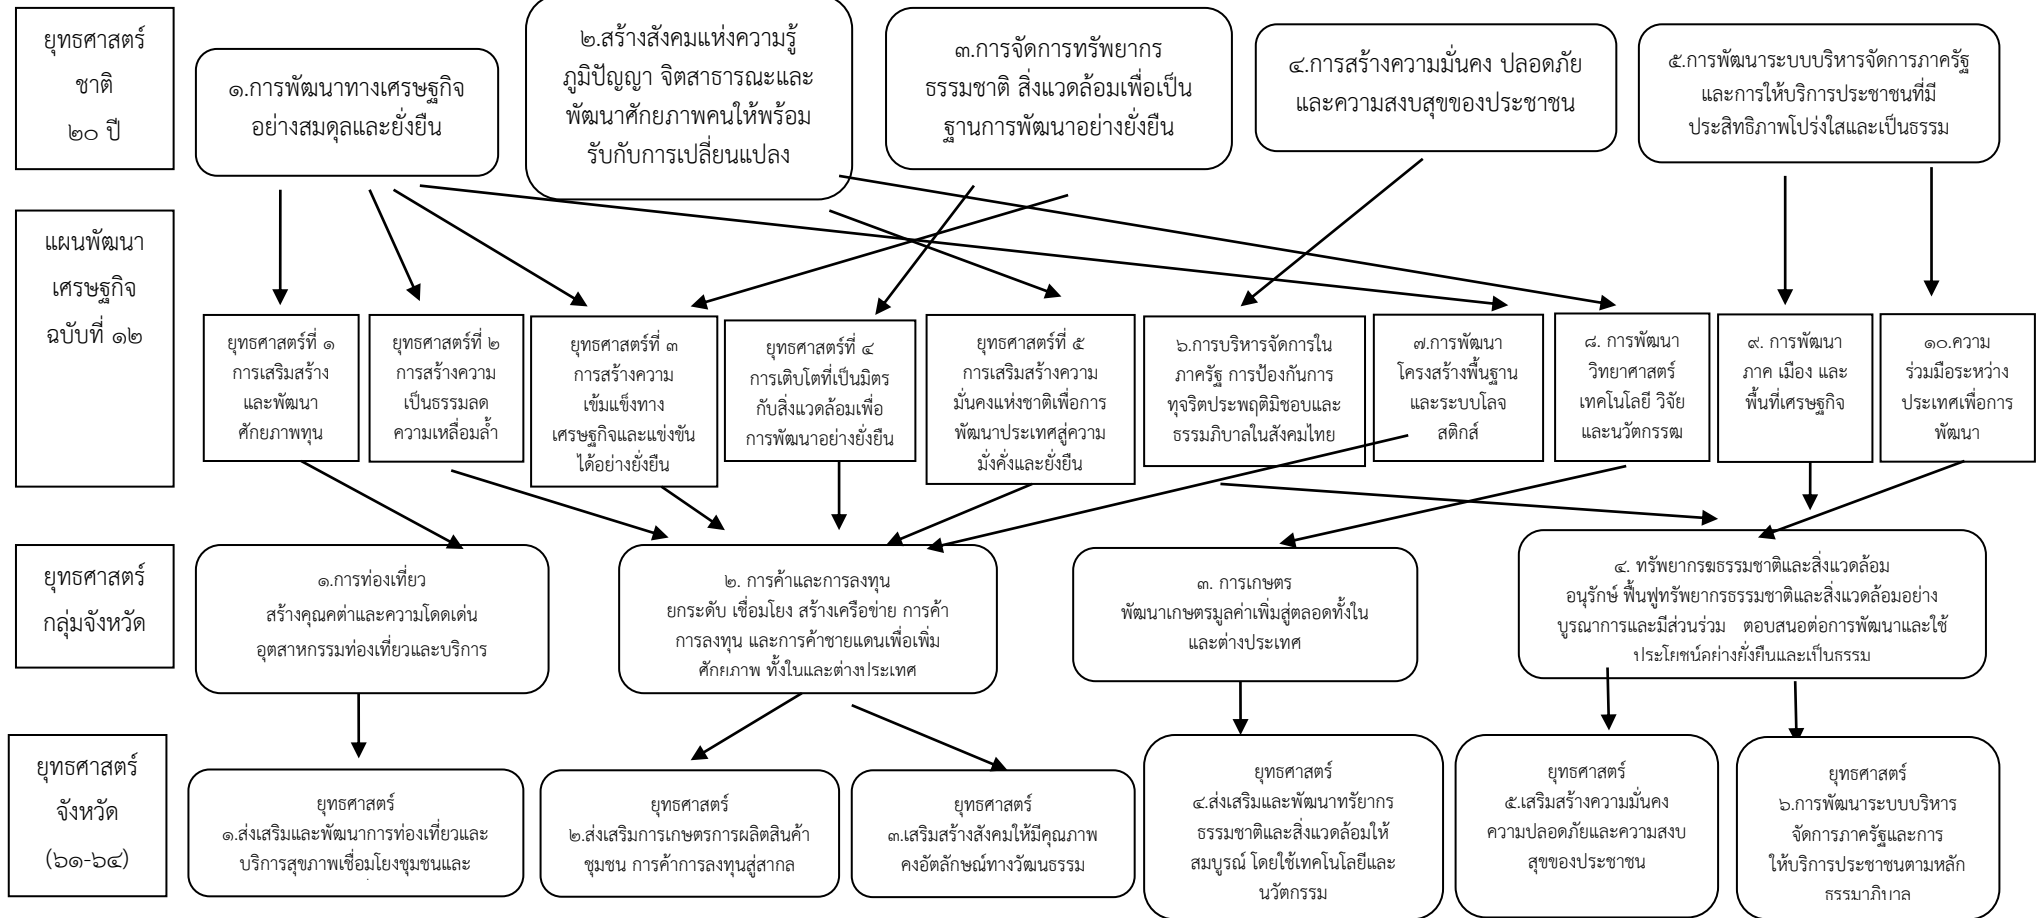 ยุทธศาสตร์
ชาติ
๒๐ ปี
๑.การพัฒนาทางเศรษฐกิจ
อย่างสมดุลและยั่งยืน
๒.สร้างสังคมแห่งความรู้
ภูมิปัญญา จิตสาธารณะและ
พัฒนาศักยภาพคนให้พร้อม
รับกับการเปลี่ยนแปลง
๓.การจัดการทรัพยากร
ธรรมชาติ สิ่งแวดล้อมเพื่อเป็น
ฐานการพัฒนาอย่างยั่งยืน
๔.การสร้างความมั่นคง ปลอดภัย
และความสงบสุขของประชาชน
๕.การพัฒนาระบบบริหารจัดการภาครัฐ
และการให้บริการประชาชนที่มี
ประสิทธิภาพโปร่งใสและเป็นธรรม
แผนพัฒนา
เศรษฐกิจ
ฉบับที่ ๑๒
ยุทธศาสตร์ที่ ๑
การเสริมสร้าง
และพัฒนา
ศักยภาพทุน
ยุทธศาสตร์ที่ ๒
การสร้างความ
เป็นธรรมลด
ความเหลื่อมล้ำ
ยุทธศาสตร์ที่ ๓
การสร้างความ
เข้มแข็งทาง
เศรษฐกิจและแข่งขัน
ได้อย่างยั่งยืน
ยุทธศาสตร์ที่ ๔
การเติบโตที่เป็นมิตร
กับสิ่งแวดล้อมเพื่อ
การพัฒนาอย่างยั่งยืน
ยุทธศาสตร์ที่ ๕
การเสริมสร้างความ
มั่นคงแห่งชาติเพื่อการ
พัฒนาประเทศสู่ความ
มั่งคั่งและยั่งยืน
๖.การบริหารจัดการใน
ภาครัฐ การป้องกันการ
ทุจริตประพฤติมิชอบและ
ธรรมภิบาลในสังคมไทย
๗.การพัฒนา
โครงสร้างพื้นฐาน
และระบบโลจ
สติกส์
๘. การพัฒนา
วิทยาศาสตร์
เทคโนโลยี วิจัย
และนวัตกรรฒ
๙. การพัฒนา
ภาค เมือง และ
พื้นที่เศรษฐกิจ
๑๐.ความ
ร่วมมือระหว่าง
ประเทศเพื่อการ
พัฒนา
ยุทธศาสตร์
กลุ่มจังหวัด
๑.การท่องเที่ยว
สร้างคุณคต่าและความโดดเด่น
อุตสาหกรรมท่องเที่ยวและบริการ
๒. การค้าและการลงทุน
ยกระดับ เชื่อมโยง สร้างเครือข่าย การค้า
การลงทุน และการค้าชายแดนเพื่อเพิ่ม
ศักยภาพ ทั้งในและต่างประเทศ
๓. การเกษตร
พัฒนาเกษตรมูลค่าเพิ่มสู่ตลอดทั้งใน
และต่างประเทศ
๔. ทรัพยากรฆธรรมชาติและสิ่งแวดล้อม
อนุรักษ์ ฟื้นฟูทรัพยากรธรรมชาติและสิ่งแวดล้อมอย่าง
บูรณาการและมีส่วนร่วม ตอบสนอต่อการพัฒนาและใช้
ประโยชน์อย่างยั่งยืนและเป็นธรรม
ยุทธศาสตร์
จังหวัด
(๖๑-๖๔)
ยุทธศาสตร์
๑.ส่งเสริมและพัฒนาการท่องเที่ยวและ
บริการสุขภาพเชื่อมโยงชุมชนและ
ยุทธศาสตร์
๒.ส่งเสริมการเกษตรการผลิตสินค้า
ชุมชน การค้าการลงทุนสู่สากล
ยุทธศาสตร์
๓.เสริมสร้างสังคมให้มีคุณภาพ
คงอัตลักษณ์ทางวัฒนธรรม
ยุทธศาสตร์
๔.ส่งเสริมและพัฒนาทรัยากร
ธรรมชาติและสิ่งแวดล้อมให้
สมบูรณ์ โดยใช้เทคโนโลยีและ
นวัตกรรม
ยุทธศาสตร์
๕.เสริมสร้างความมั่นคง
ความปลอดภัยและความสงบ
สุขของประชาชน
ยุทธศาสตร์
๖.การพัฒนาระบบบริหาร
จัดการภาครัฐและการ
ให้บริการประชาชนตามหลัก
ธรรมาภิบาล